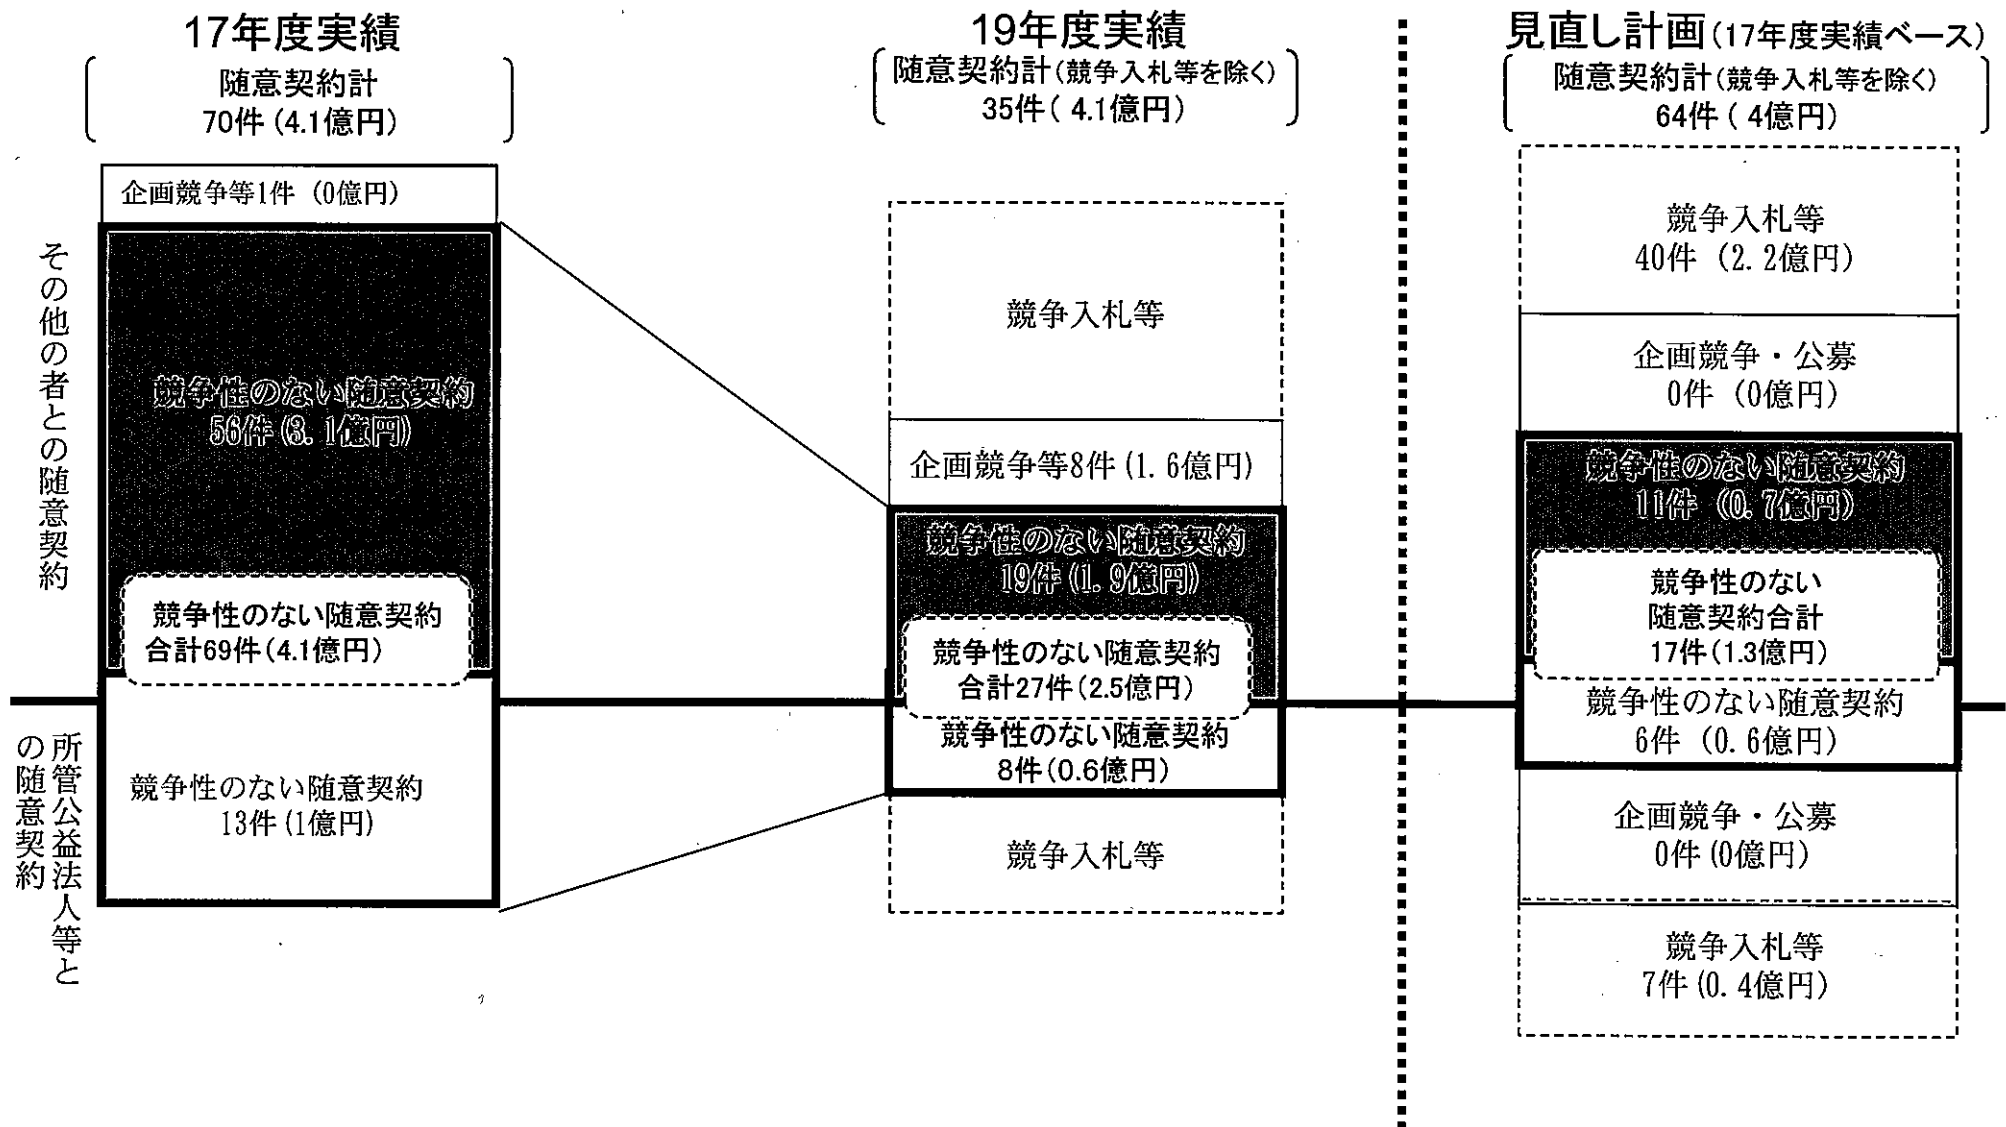 17年度実績
随意契約計
70件(4.1億円)
企画競争等1件 (0億円)
競争性のない随意契約
56件(3.1億円)
競争性のない随意契約
合計69件(4.1億円)
競争性のない随意契約
13件(1億円)
その他の者との随意契約
所管公益法人等と
の随意契約
19年度実績
随意契約計(競争入札等を除く)
35件( 4.1億円)
競争入札等
企画競争等8件(1.6億円)
競争性のない随意契約
19件(1.9億円)
競争性のない随意契約
合計27件(2.5億円)
競争性のない随意契約
8件(0.6億円)
競争入札等
見直し計画(17年度実績ベース)
随意契約計(競争入札等を除く)
64件( 4億円)
競争入札等
40件 (2.2億円)
企画競争・公募
0件 (0億円)
競争性のない随意契約
11件 (0.7億円)
競争性のない
随意契約合計
17件(1.3億円)
競争性のない随意契約
6件 (0.6億円)
企画競争・公募
0件(0億円)
競争入札等
7件(0.4億円)